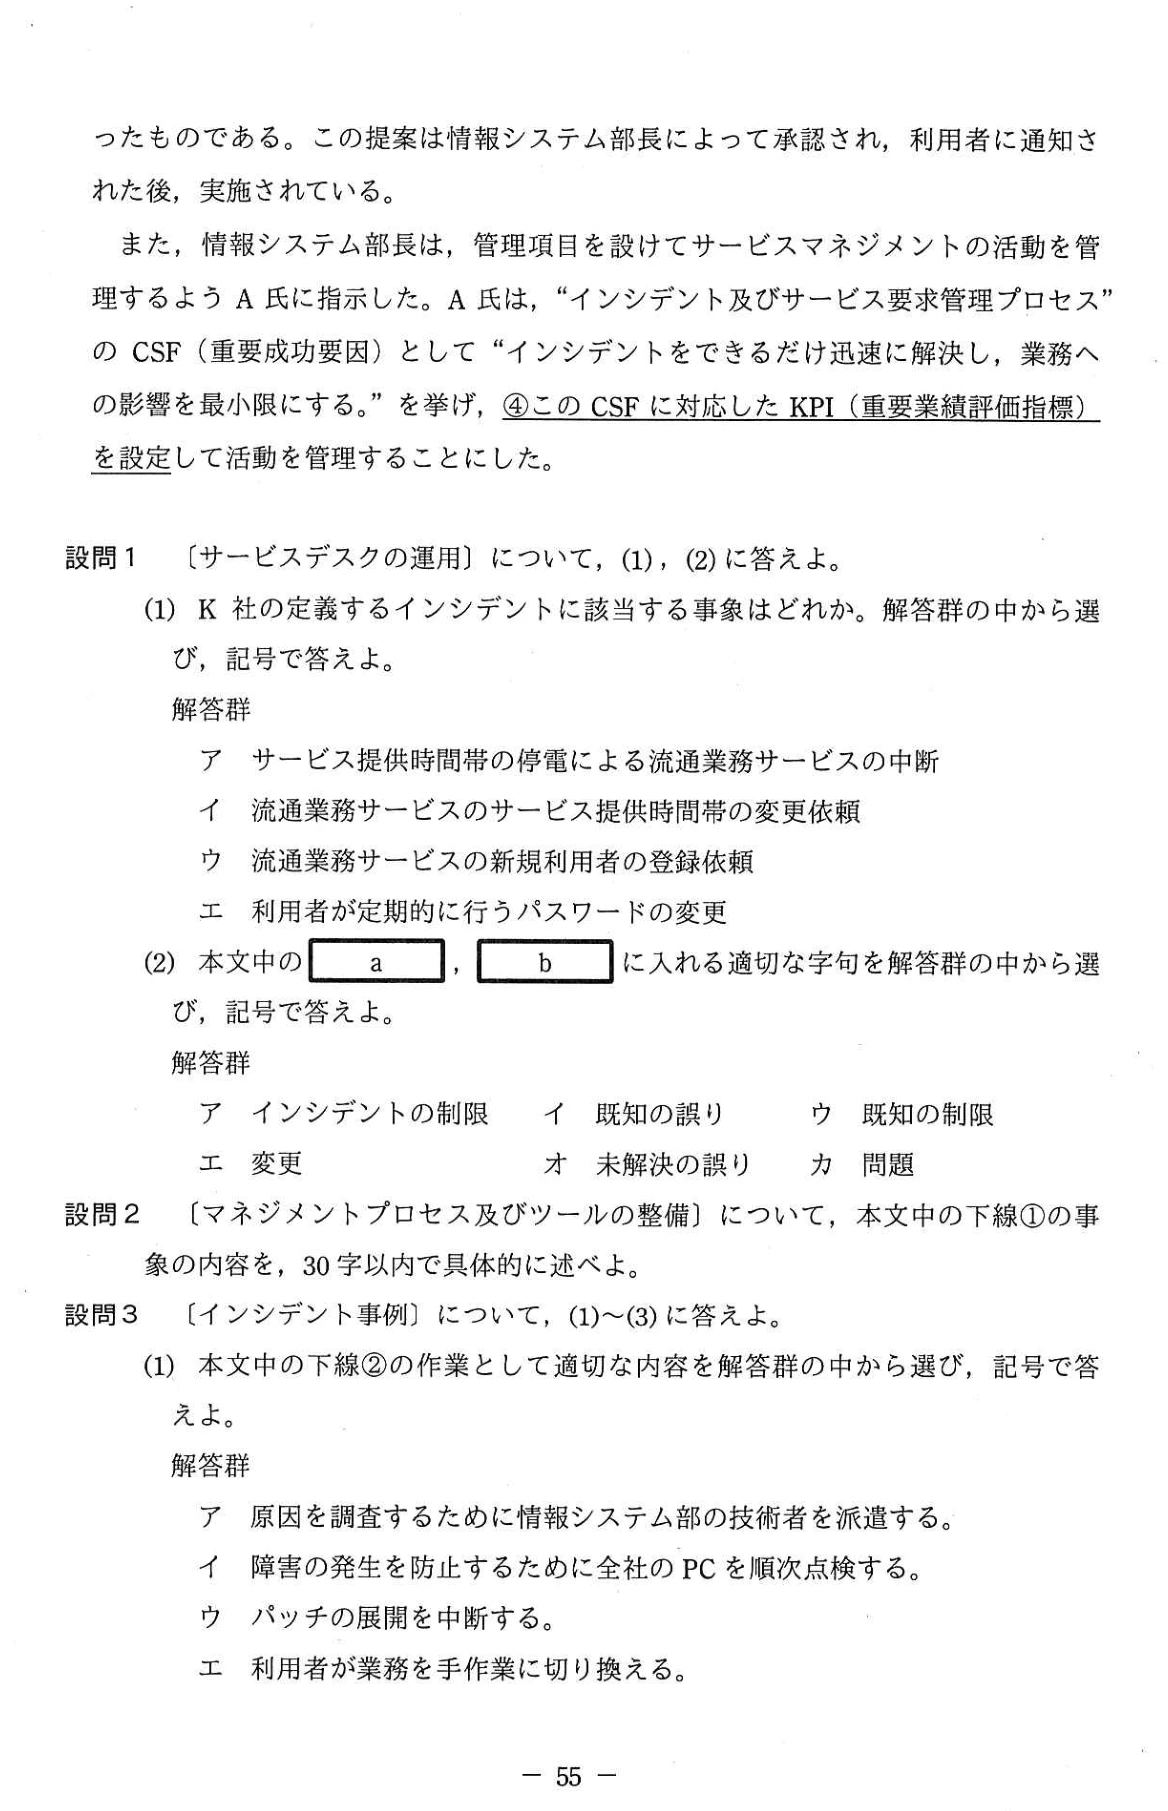 ったものである。この提案は情報システム部長によって承認され，利用者に通知さ
れた後，実施されている。
また，情報システム部長は，管理項目を設けてサービスマネジメントの活動を管
理するよう A 氏に指示した。A 氏は，“インシデント及びサービス要求管理プロセス”
の CSF（重要成功要因）として“インシデントをできるだけ迅速に解決し，業務へ
の影響を最小限にする。”を挙げ，④この CSF に対応した KPI（重要業績評価指標）
を設定して活動を管理することにした。
設問1 〔サービスデスクの運用〕について，(1)，(2) に答えよ。
(1) K 社の定義するインシデントに該当する事象はどれか。解答群の中から選
び，記号で答えよ。
解答群
ア サービス提供時間帯の停電による流通業務サービスの中断
イ 流通業務サービスのサービス提供時間帯の変更依頼
ウ 流通業務サービスの新規利用者の登録依頼
エ 利用者が定期的に行うパスワードの変更
(2) 本文中の a ， b に入れる適切な字句を解答群の中から選
び，記号で答えよ。
解答群
ア インシデントの制限 イ 既知の誤り ウ 既知の制限
エ 変更 オ 未解決の誤り カ 問題
設問2 〔マネジメントプロセス及びツールの整備〕について，本文中の下線①の事
象の内容を，30 字以内で具体的に述べよ。
設問3 〔インシデント事例〕について，(1)～(3) に答えよ。
(1) 本文中の下線②の作業として適切な内容を解答群の中から選び，記号で答
えよ。
解答群
ア 原因を調査するために情報システム部の技術者を派遣する。
イ 障害の発生を防止するために全社の PC を順次点検する。
ウ パッチの展開を中断する。
エ 利用者が業務を手作業に切り換える。
－ 55 －